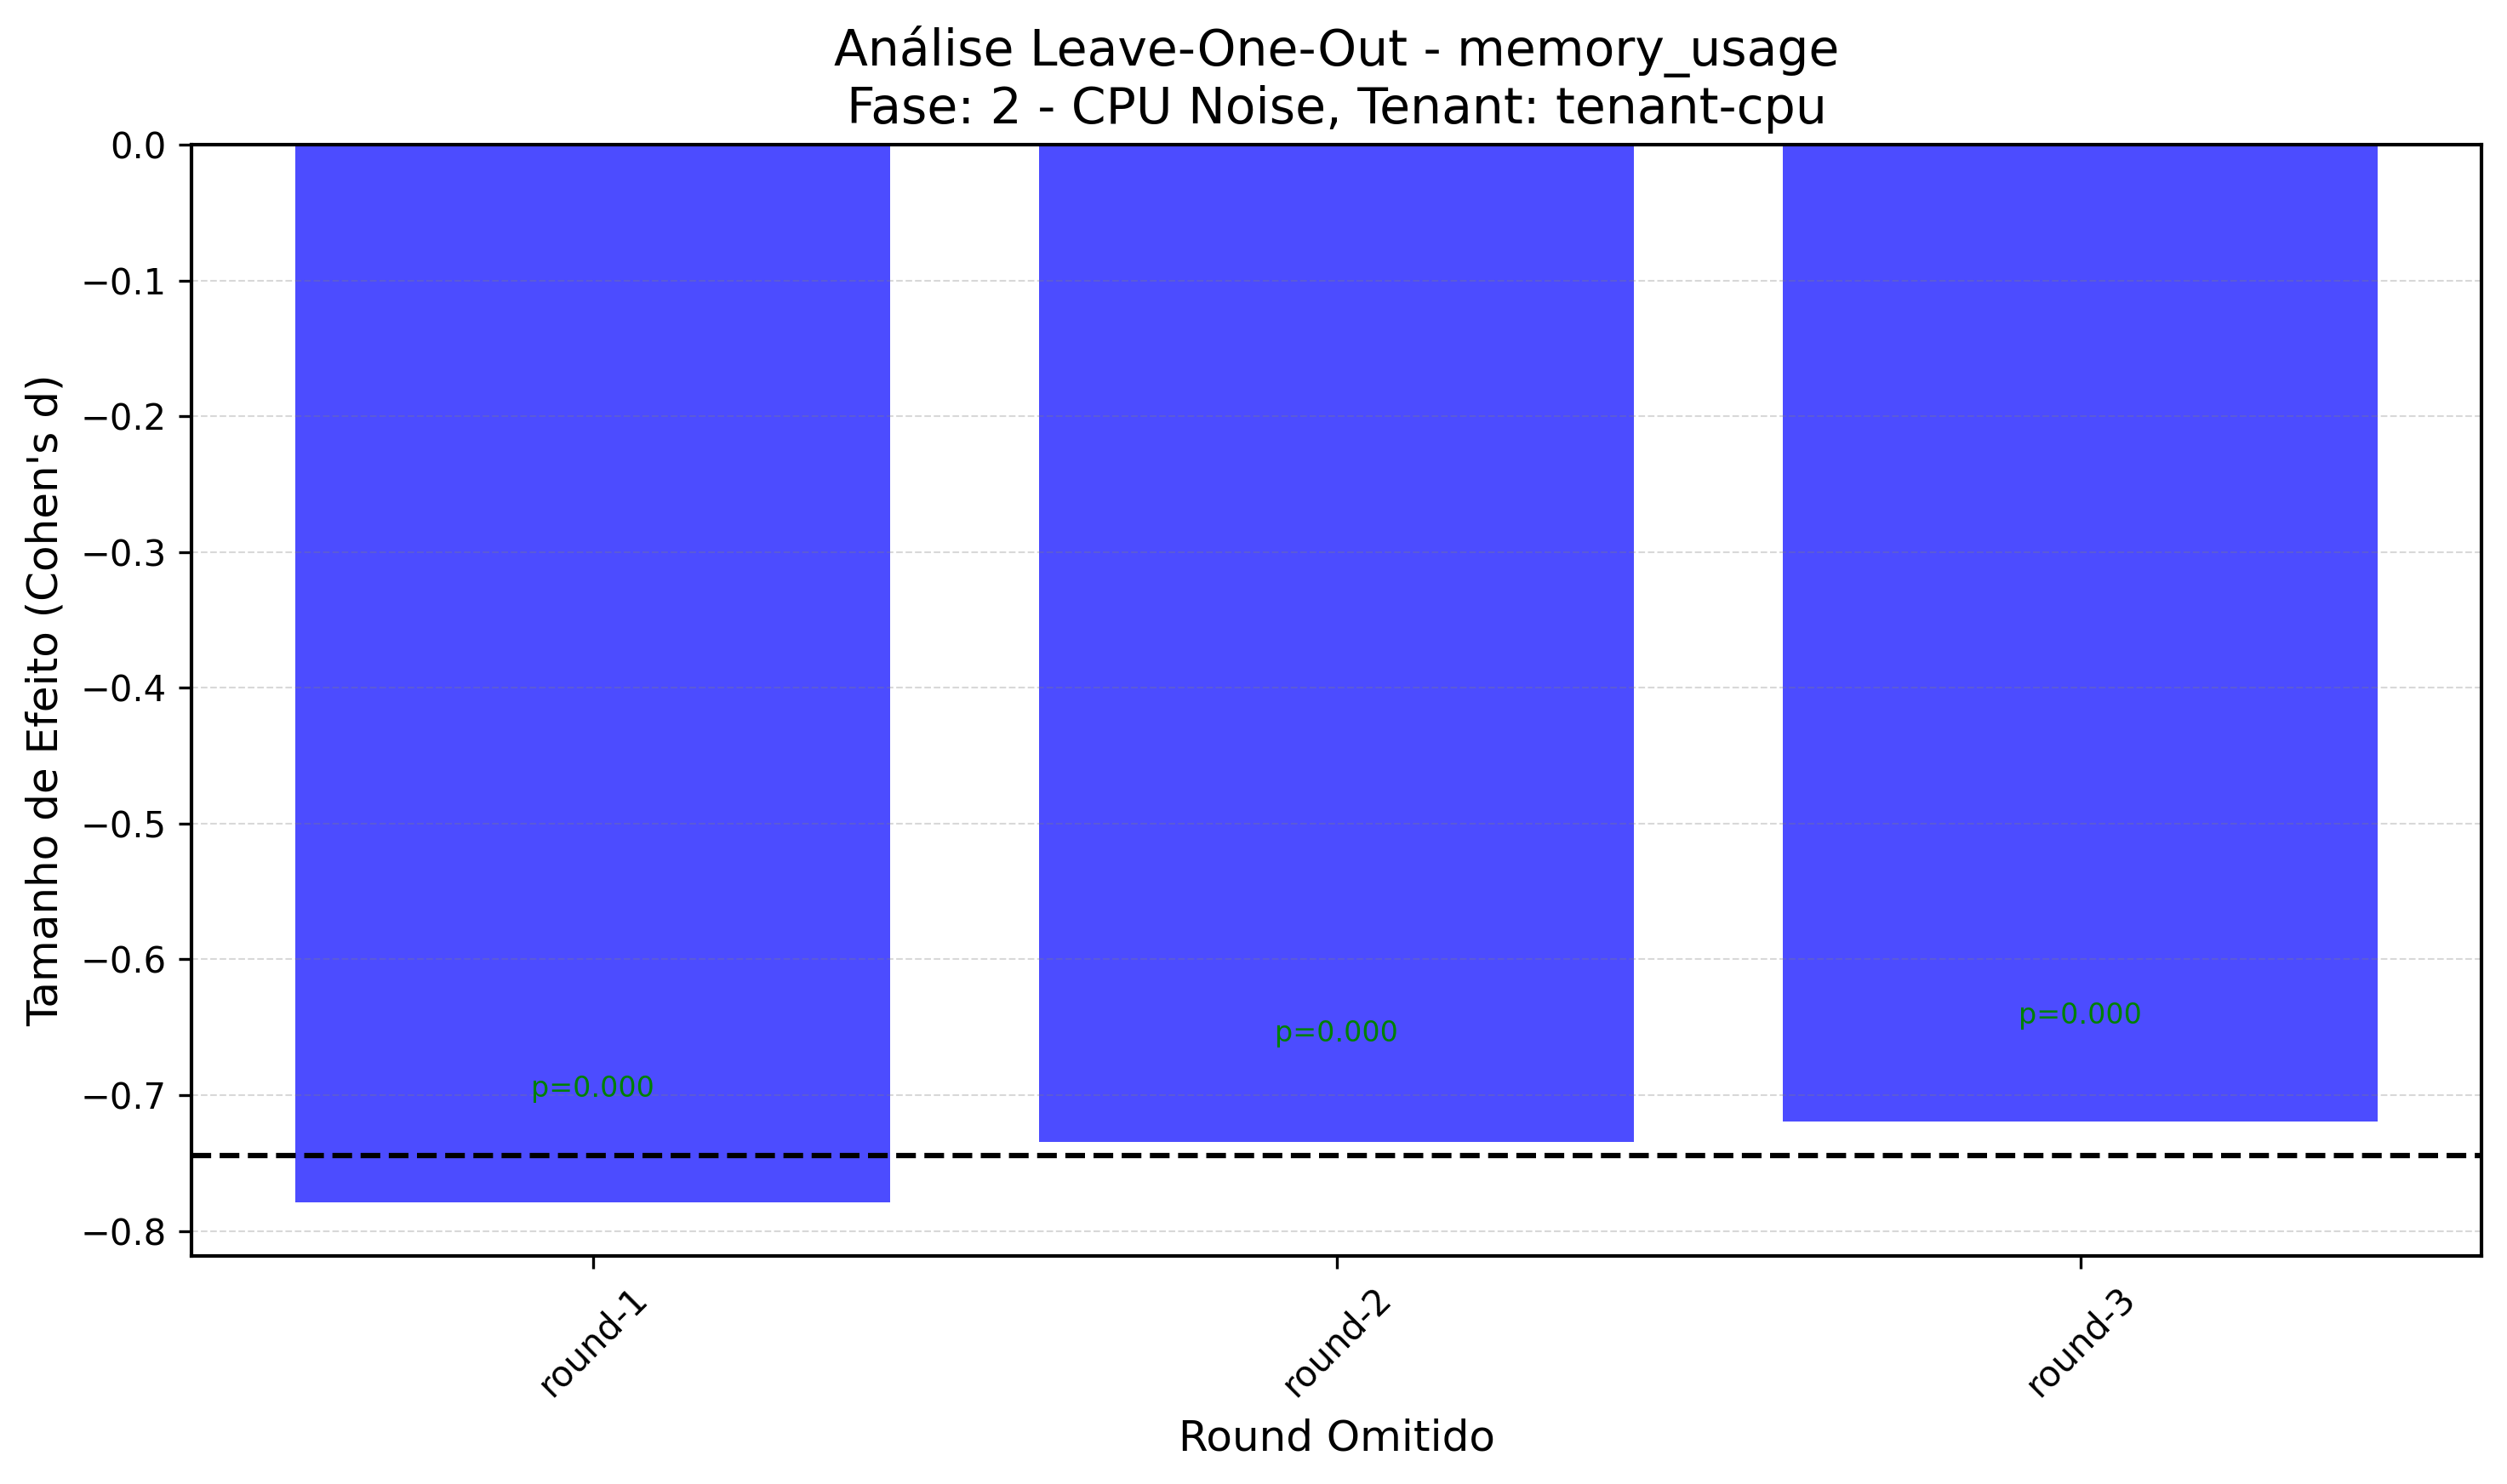 Análise Leave-One-Out - memory_usage
Fase: 2 - CPU Noise, Tenant: tenant-cpu
Tamanho de Efeito (Cohen's d)
0.0
−0.1
−0.2
−0.3
−0.4
−0.5
−0.6
−0.7
−0.8
p=0.000
p=0.000
p=0.000
round-1
round-2
round-3
Round Omitido